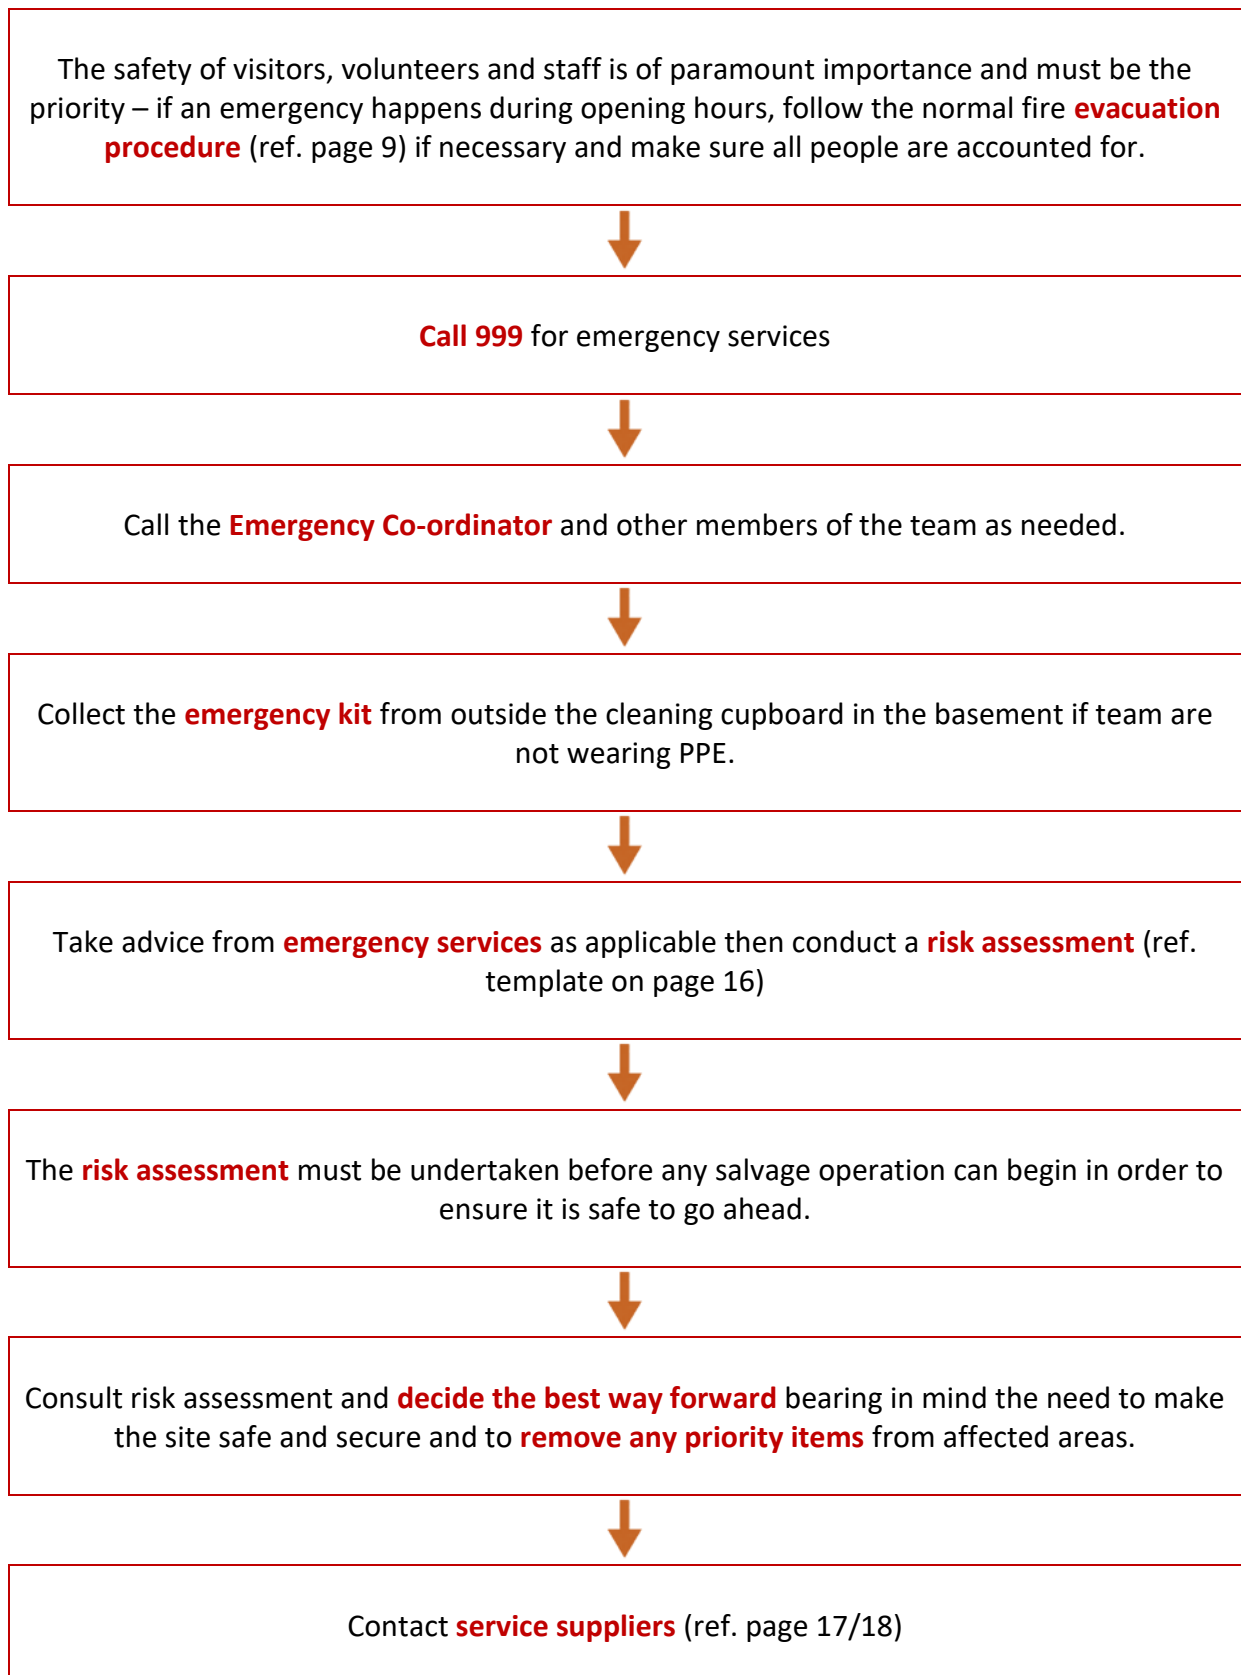 The safety of visitors, volunteers and staff is of paramount importance and must be the
priority – if an emergency happens during opening hours, follow the normal fire evacuation
procedure (ref. page 9) if necessary and make sure all people are accounted for.
Call 999 for emergency services
Call the Emergency Co-ordinator and other members of the team as needed.
Collect the emergency kit from outside the cleaning cupboard in the basement if team are
not wearing PPE.
Take advice from emergency services as applicable then conduct a risk assessment (ref.
template on page 16)
The risk assessment must be undertaken before any salvage operation can begin in order to
ensure it is safe to go ahead.
Consult risk assessment and decide the best way forward bearing in mind the need to make
the site safe and secure and to remove any priority items from affected areas.
Contact service suppliers (ref. page 17/18)